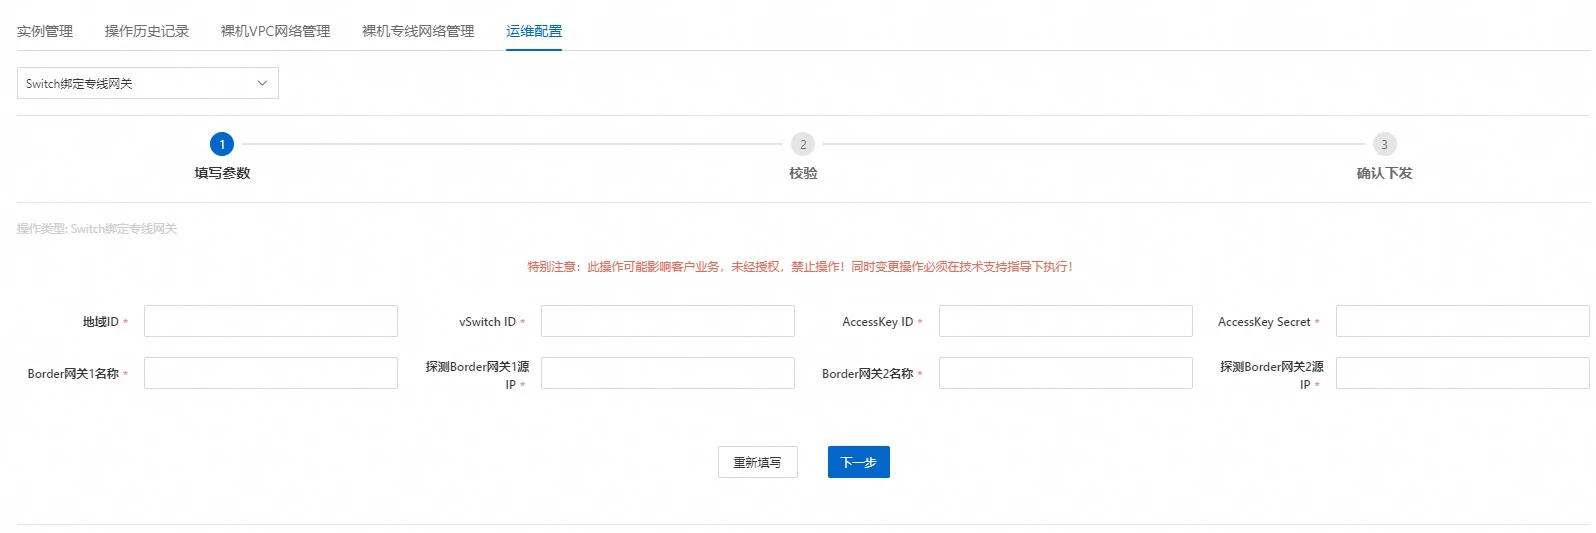 实例管理 操作历史记录 裸机VPC网络管理 裸机专线网络管理 运维配置
Switch绑定专线网关
1 2 3
填写参数 校验 确认下发
操作类型: Switch绑定专线网关
特别注意：此操作可能影响客户业务，未经授权，禁止操作！同时变更操作必须在技术支持指导下执行！
地域ID * vSwitch ID * AccessKey ID * AccessKey Secret *
Border网关1名称 * 探测Border网关1源IP * Border网关2名称 * 探测Border网关2源IP *
重新填写 下一步